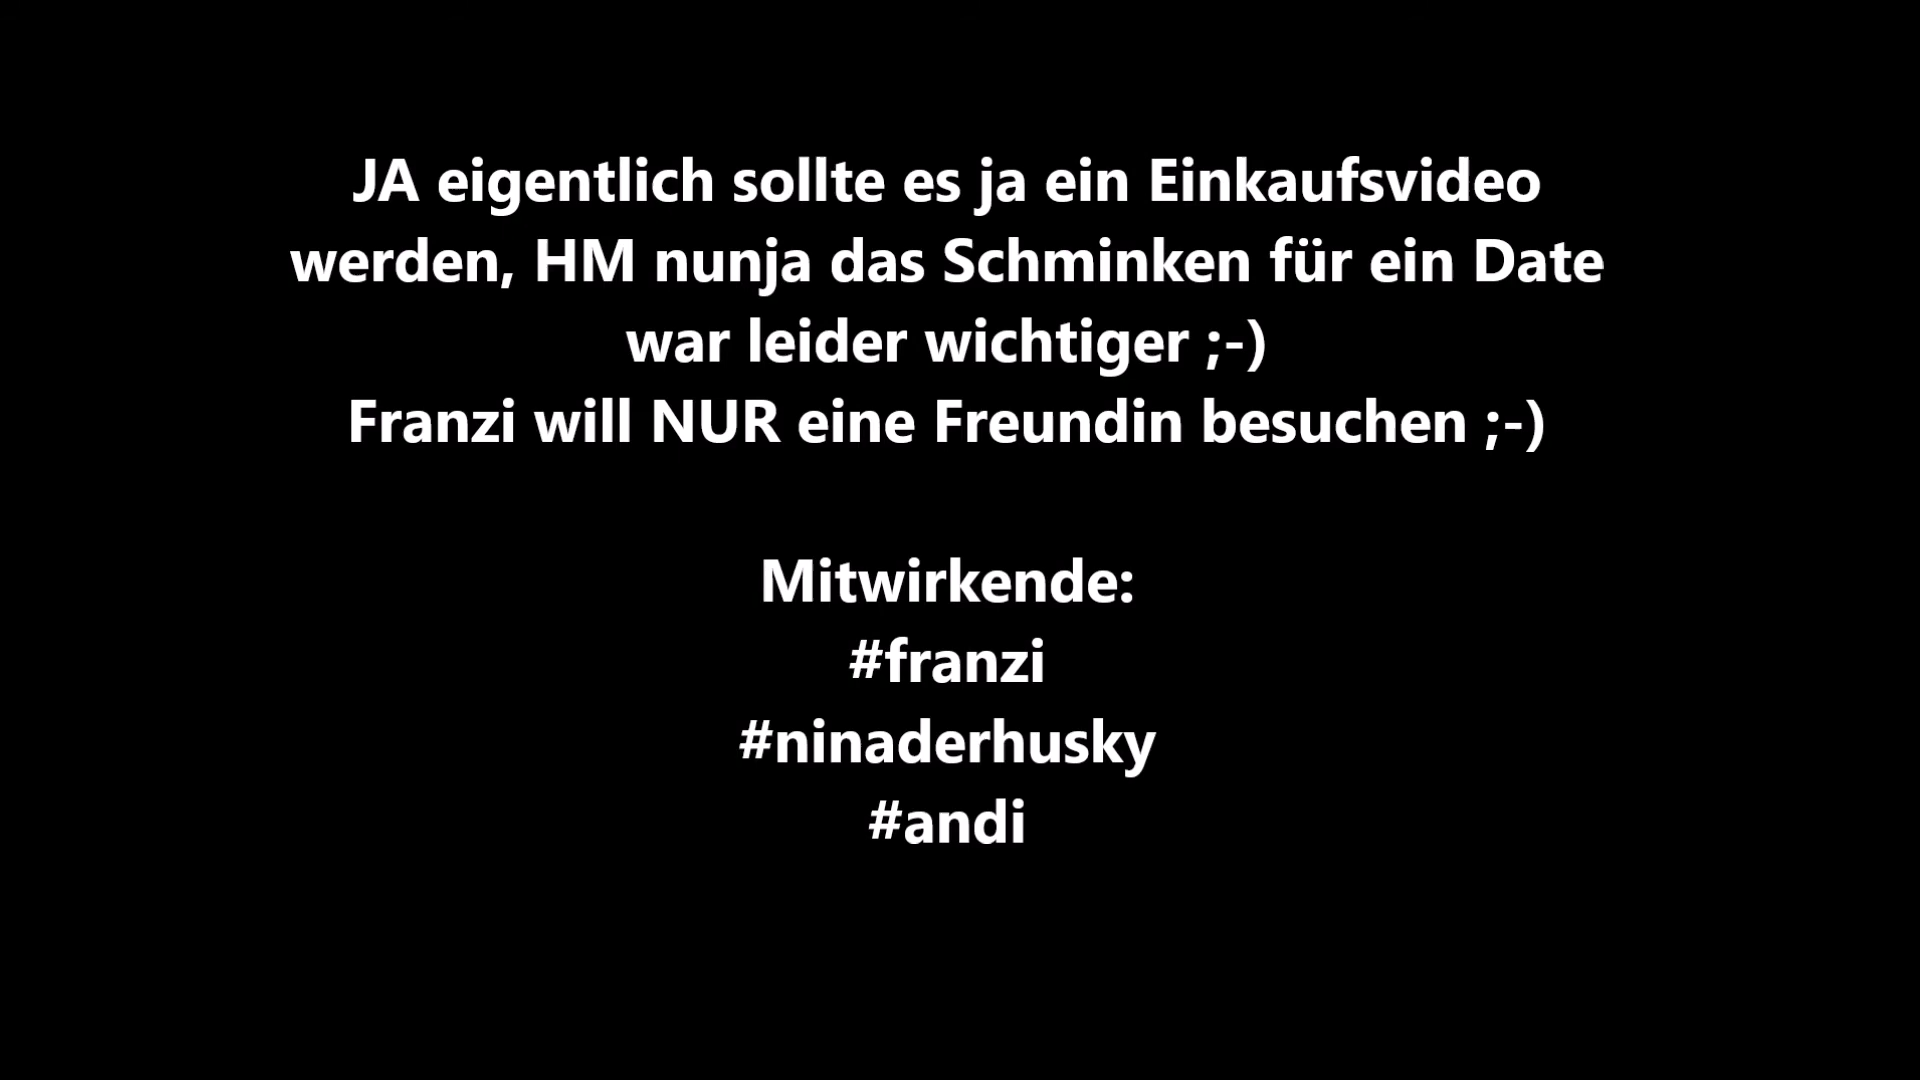 JA eigentlich sollte es ja ein Einkaufsvideo
werden, HM nunja das Schminken für ein Date
war leider wichtiger ;-)
Franzi will NUR eine Freundin besuchen ;-)
Mitwirkende:
#franzi
#ninaderhusky
#andi